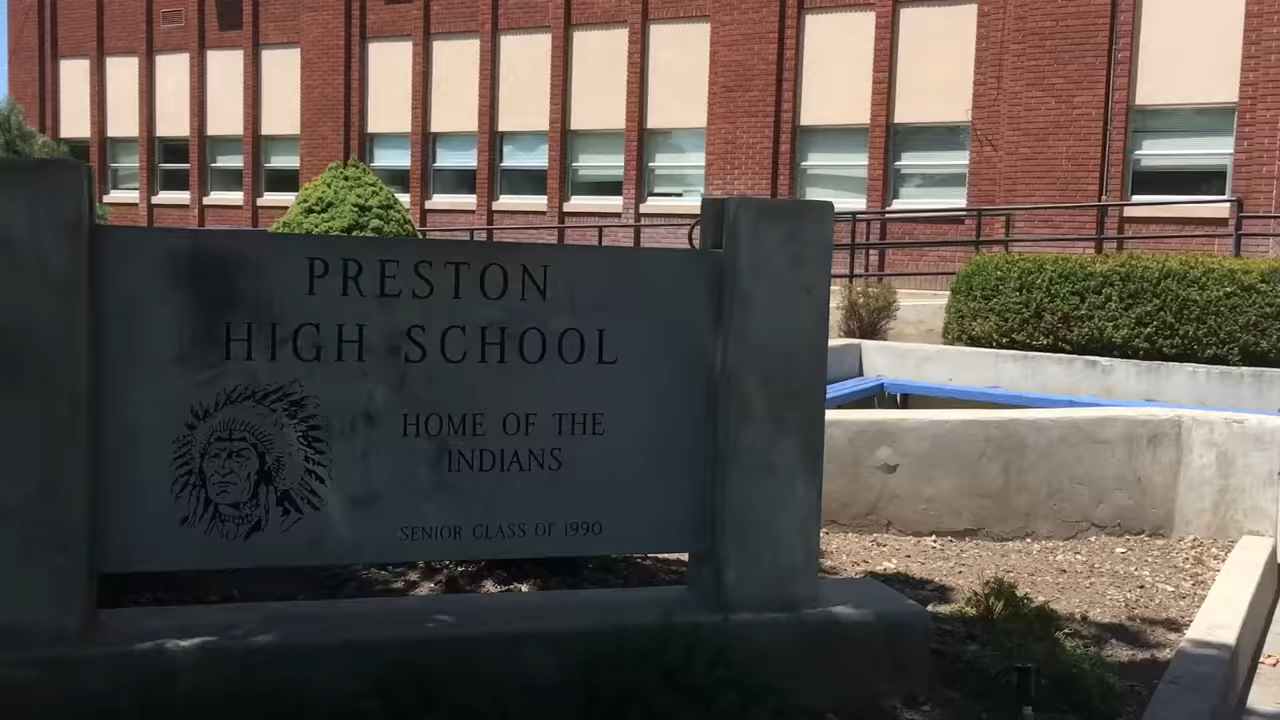 PRESTON
HIGH SCHOOL
HOME OF THE
INDIANS
SENIOR CLASS OF 1990